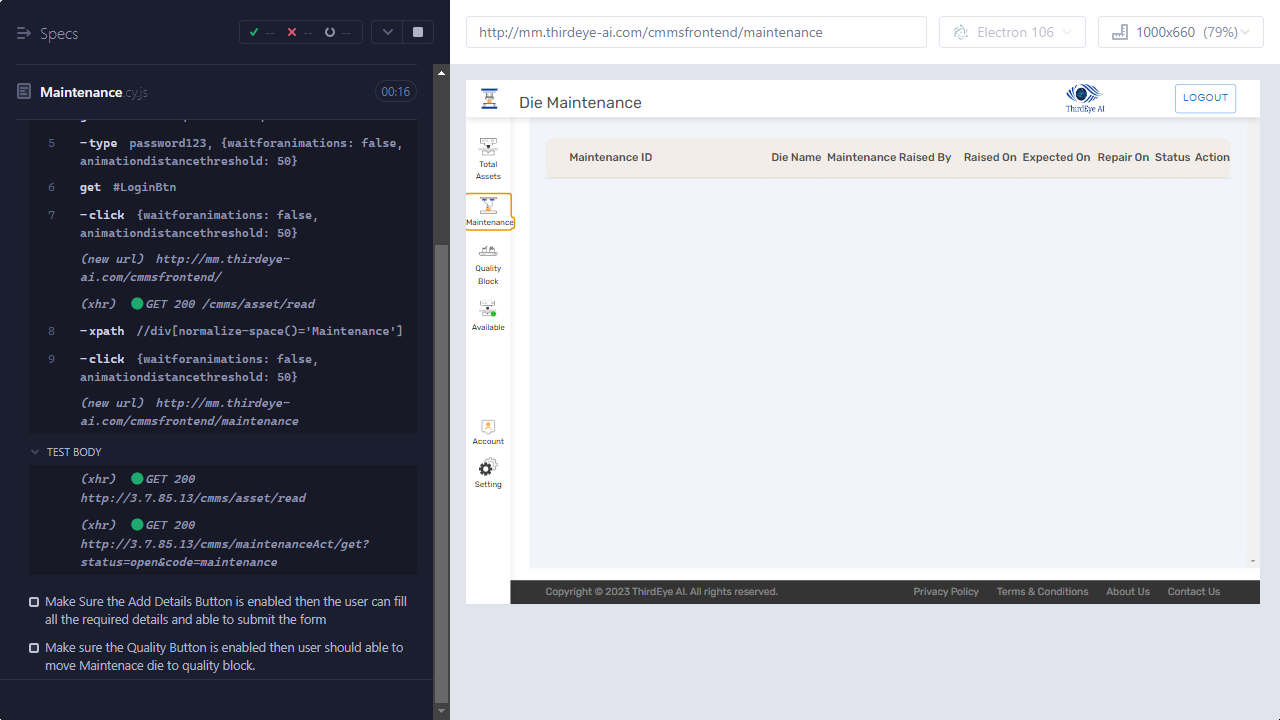 Specs
-- -- --
Maintenance.cy.js
00:16
5 -type password123, {waitforanimations: false,
animationdistancethreshold: 50}
6 get #LoginBtn
7 -click {waitforanimations: false,
animationdistancethreshold: 50}
(new url) http://mm.thirdeye-
ai.com/cmmsfrontend/
(xhr) GET 200 /cmms/asset/read
8 -xpath //div[normalize-space()='Maintenance']
9 -click {waitforanimations: false,
animationdistancethreshold: 50}
(new url) http://mm.thirdeye-
ai.com/cmmsfrontend/maintenance
TEST BODY
(xhr) GET 200
http://3.7.85.13/cmms/asset/read
(xhr) GET 200
http://3.7.85.13/cmms/maintenanceAct/get?
status=open&code=maintenance
Make Sure the Add Details Button is enabled then the user can fill
all the required details and able to submit the form
Make sure the Quality Button is enabled then user should able to
move Maintenace die to quality block.
http://mm.thirdeye-ai.com/cmmsfrontend/maintenance
Electron 106
1000x660 (79%)
Die Maintenance
ThirdEye AI
LOGOUT
Total
Assets
Maintenance
Quality
Block
Available
Account
Setting
Maintenance ID Die Name Maintenance Raised By Raised On Expected On Repair On Status Action
Copyright © 2023 ThirdEye AI. All rights reserved.
Privacy Policy Terms & Conditions About Us Contact Us